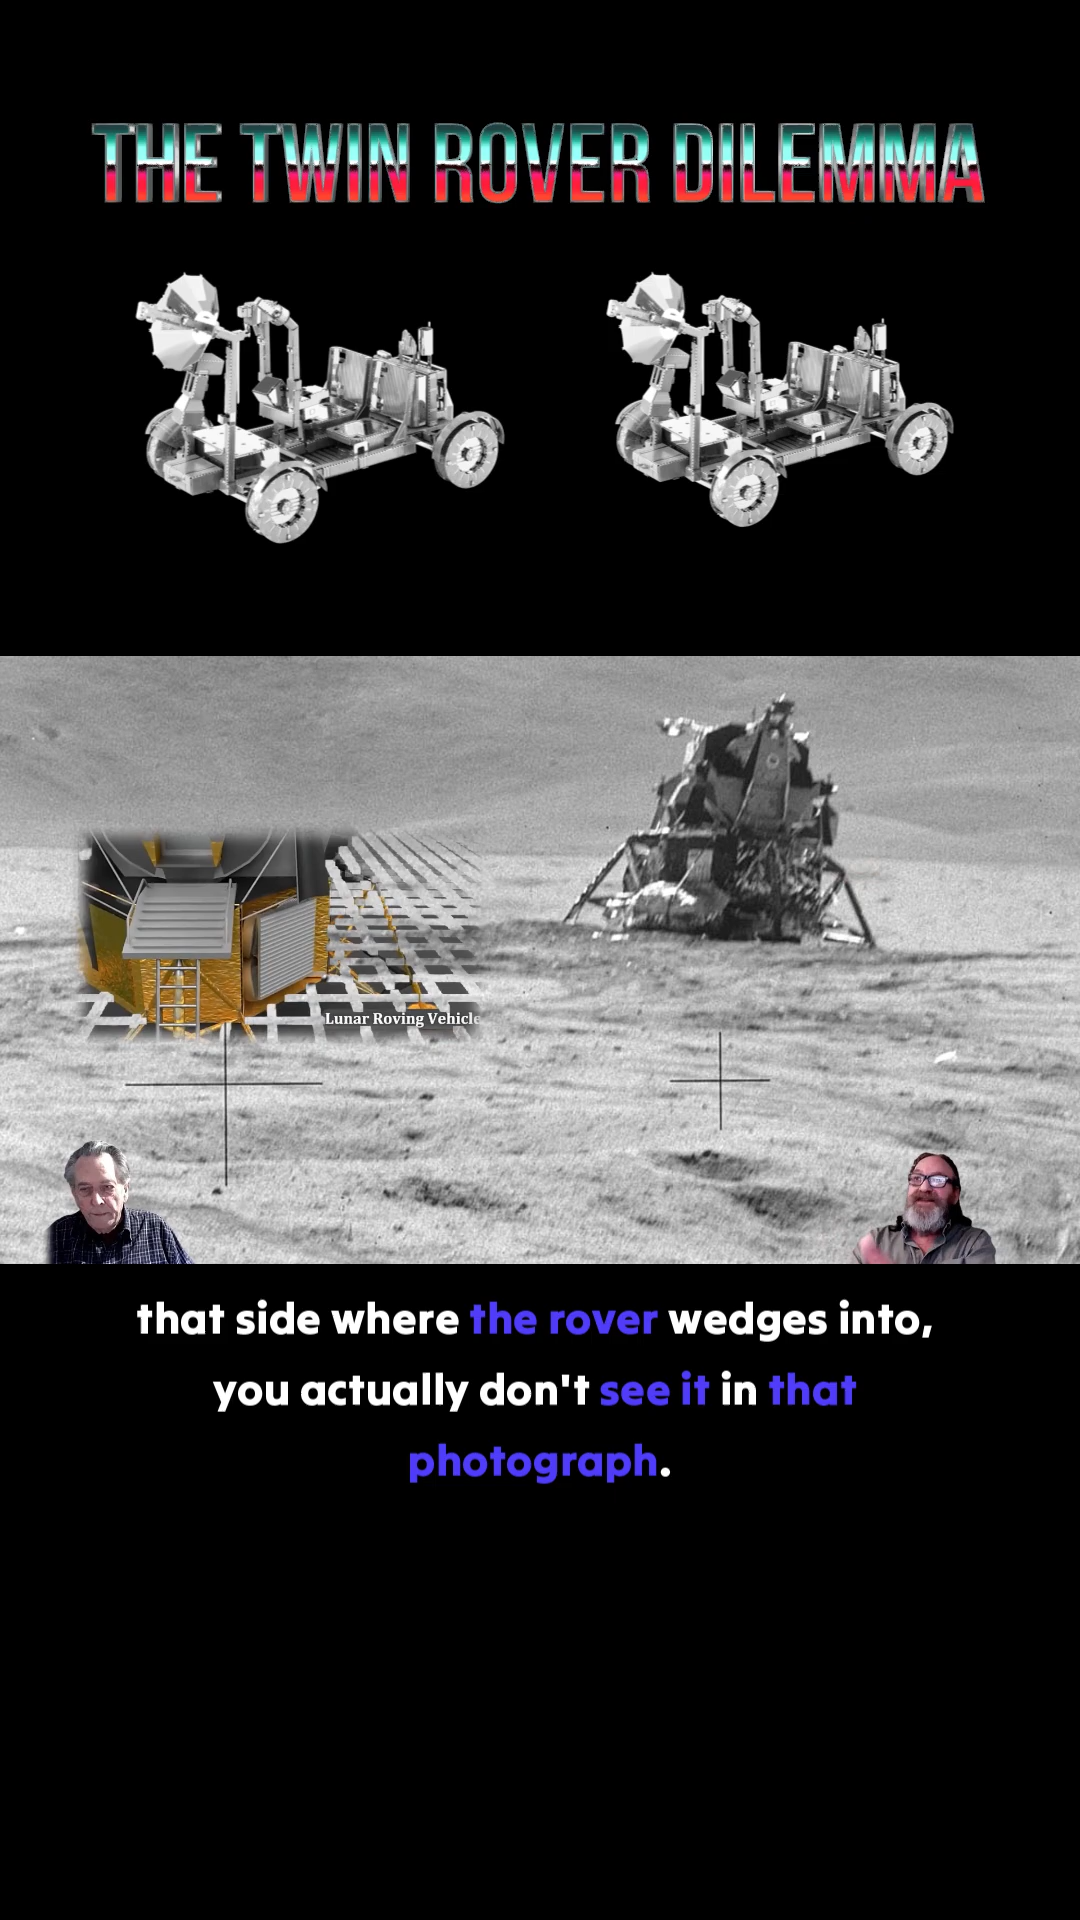 THE TWIN ROVER DILEMMA
Lunar Roving Vehicle
that side where the rover wedges into,
you actually don't see it in that
photograph.